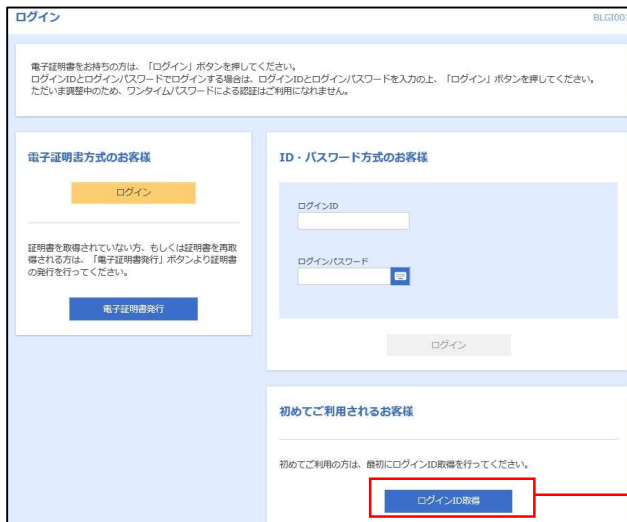 ログイン
BLGI001
電子証明書をお持ちの方は、「ログイン」ボタンを押してください。
ログインIDとログインパスワードでログインする場合は、ログインIDとログインパスワードを入力の上、「ログイン」ボタンを押してください。
ただいま調整中のため、ワンタイムパスワードによる認証はご利用になれません。
電子証明書方式のお客様
ログイン
証明書を取得されていない方、もしくは証明書を再取
得される方は、「電子証明書発行」ボタンより証明書
の発行を行ってください。
電子証明書発行
ID・パスワード方式のお客様
ログインID
ログインパスワード
ログイン
初めてご利用されるお客様
初めてご利用の方は、最初にログインID取得を行ってください。
ログインID取得